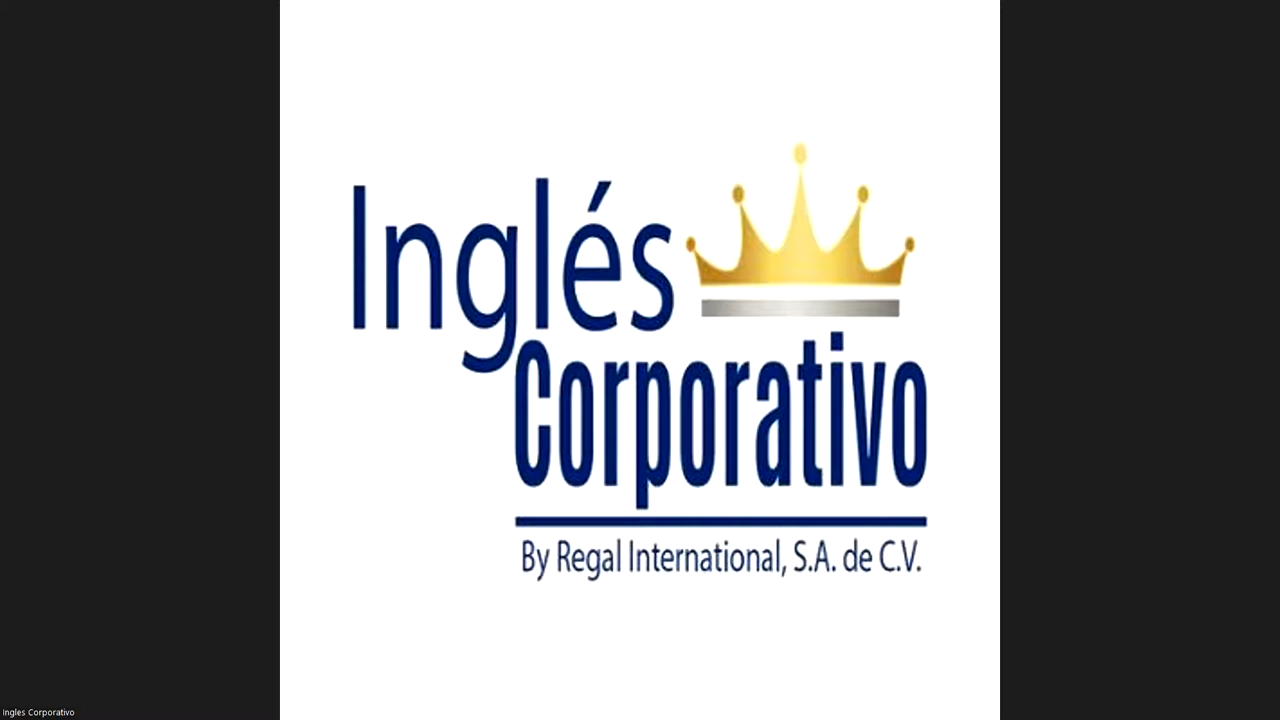 Inglés
Corporativo
By Regal International, S.A. de C.V.
Ingles Corporativo